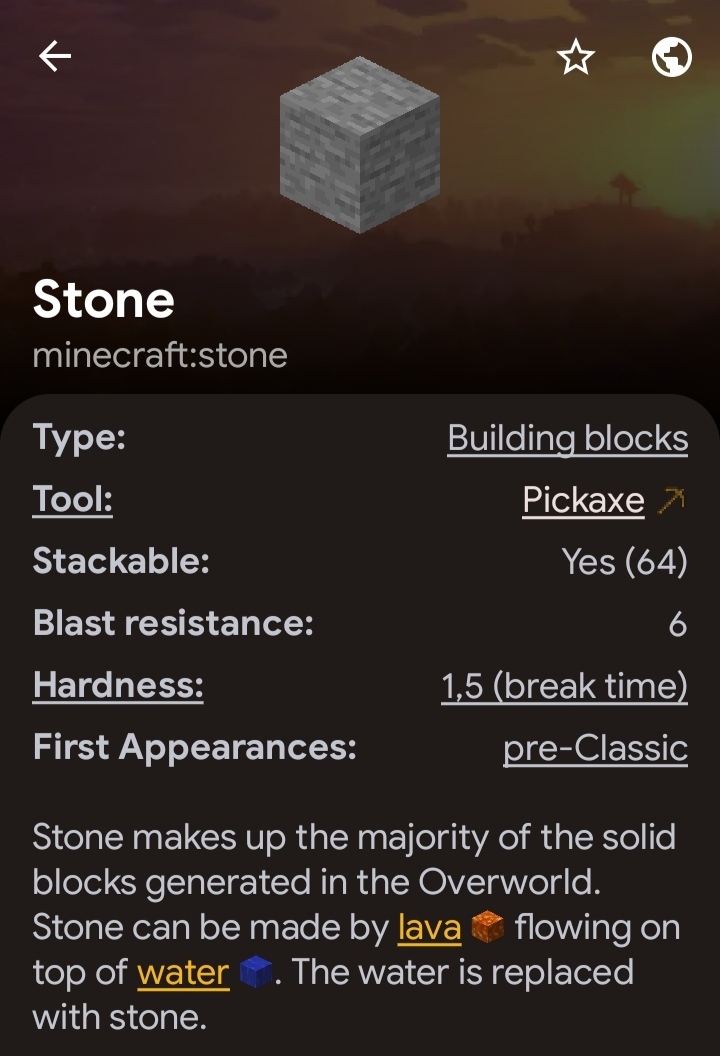 Stone
minecraft:stone
Type: Building blocks
Tool: Pickaxe
Stackable: Yes (64)
Blast resistance: 6
Hardness: 1,5 (break time)
First Appearances: pre-Classic
Stone makes up the majority of the solid
blocks generated in the Overworld.
Stone can be made by lava flowing on
top of water . The water is replaced
with stone.